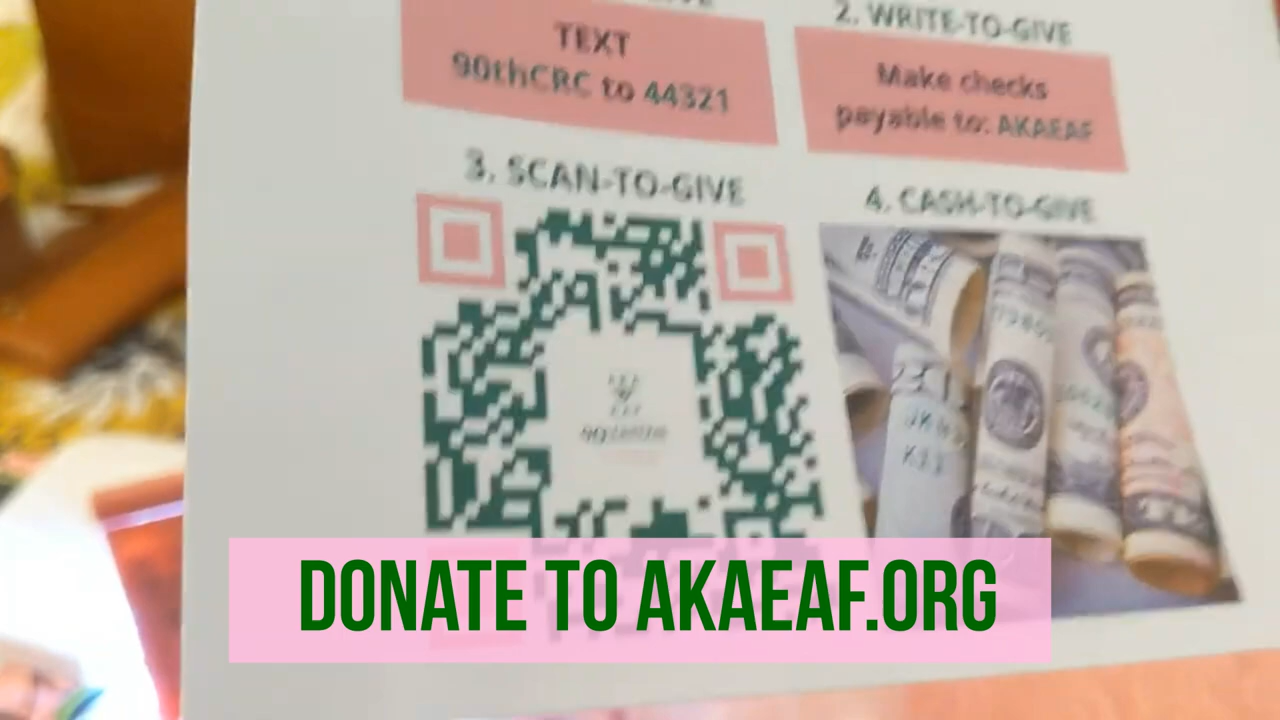 TEXT
90thCRC to 44321
2. WRITE-TO-GIVE
Make checks
payable to: AKAEAF
3. SCAN-TO-GIVE
4. CASH-TO-GIVE
DONATE TO AKAEAF.ORG